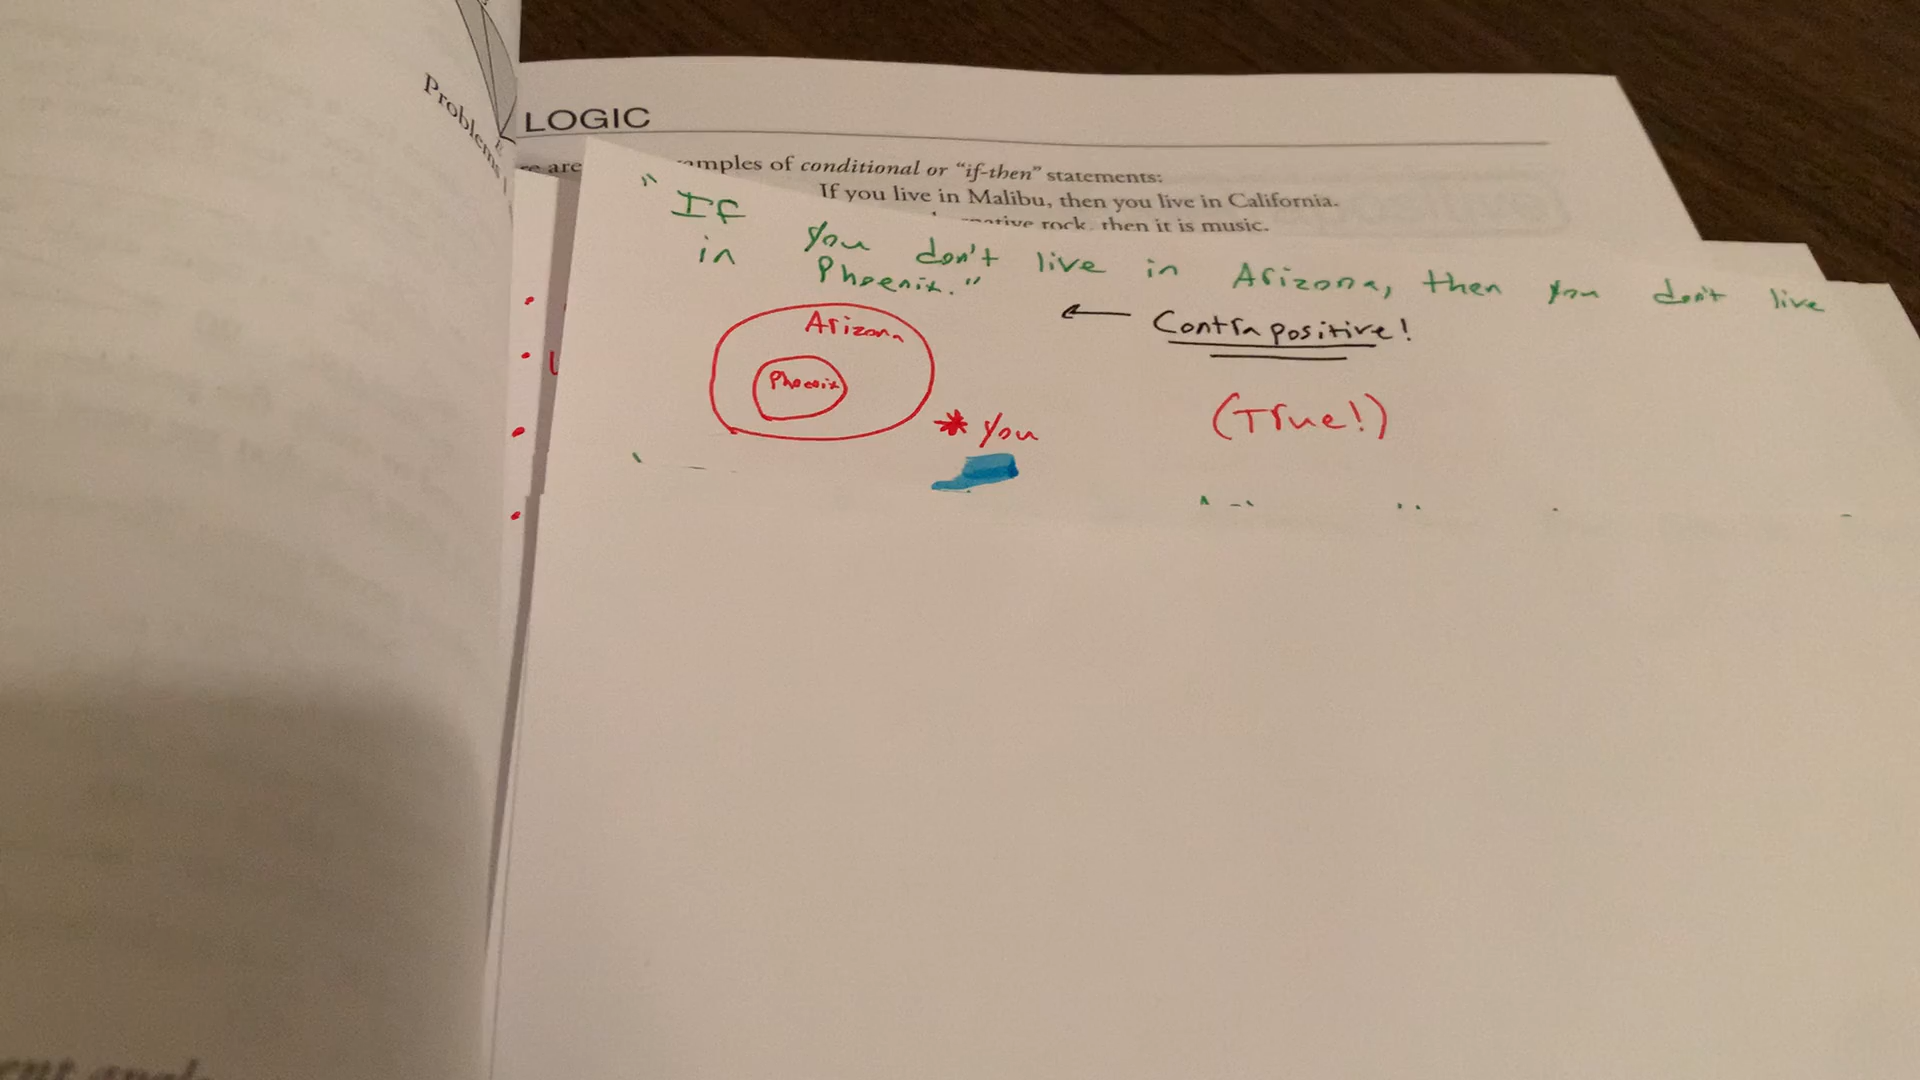 Problems
LOGIC
are
amples of conditional or “if-then” statements:
If you live in Malibu, then you live in California.
rock, then it is music.
"If you don't live in Arizona, then you don't live
in Phoenix."
← Contrapositive!
Arizona
Phoenix
* you
(True!)